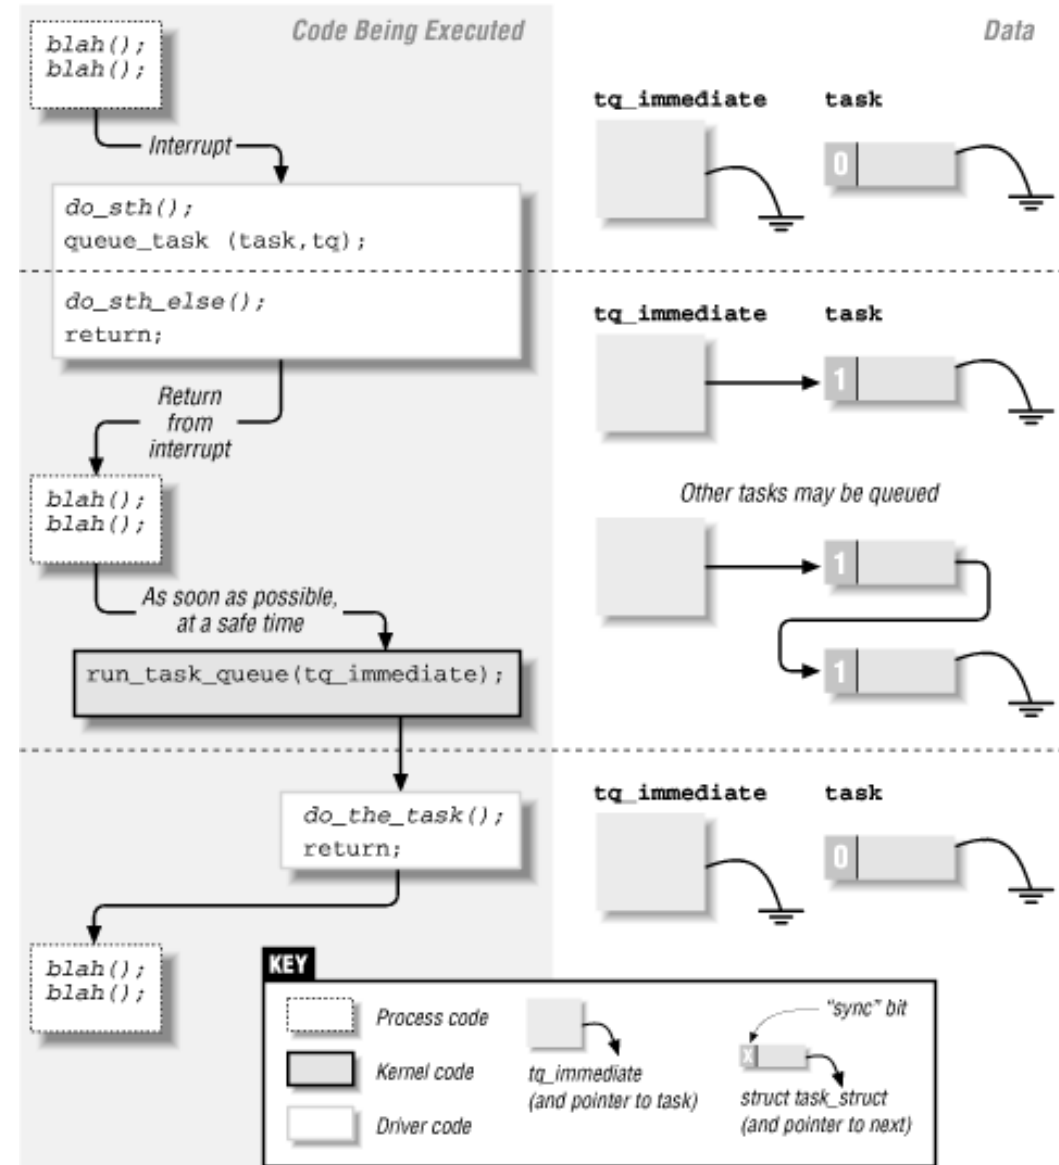 Code Being Executed
Data
blah();
blah();
Interrupt
do_sth();
queue_task (task,tq);
tq_immediate
task
0
do_sth_else();
return;
tq_immediate
task
1
Return
from
interrupt
blah();
blah();
Other tasks may be queued
1
1
As soon as possible,
at a safe time
run_task_queue(tq_immediate);
do_the_task();
return;
tq_immediate
task
0
blah();
blah();
KEY
Process code
Kernel code
Driver code
tq_immediate
(and pointer to task)
"sync" bit
X
struct task_struct
(and pointer to next)